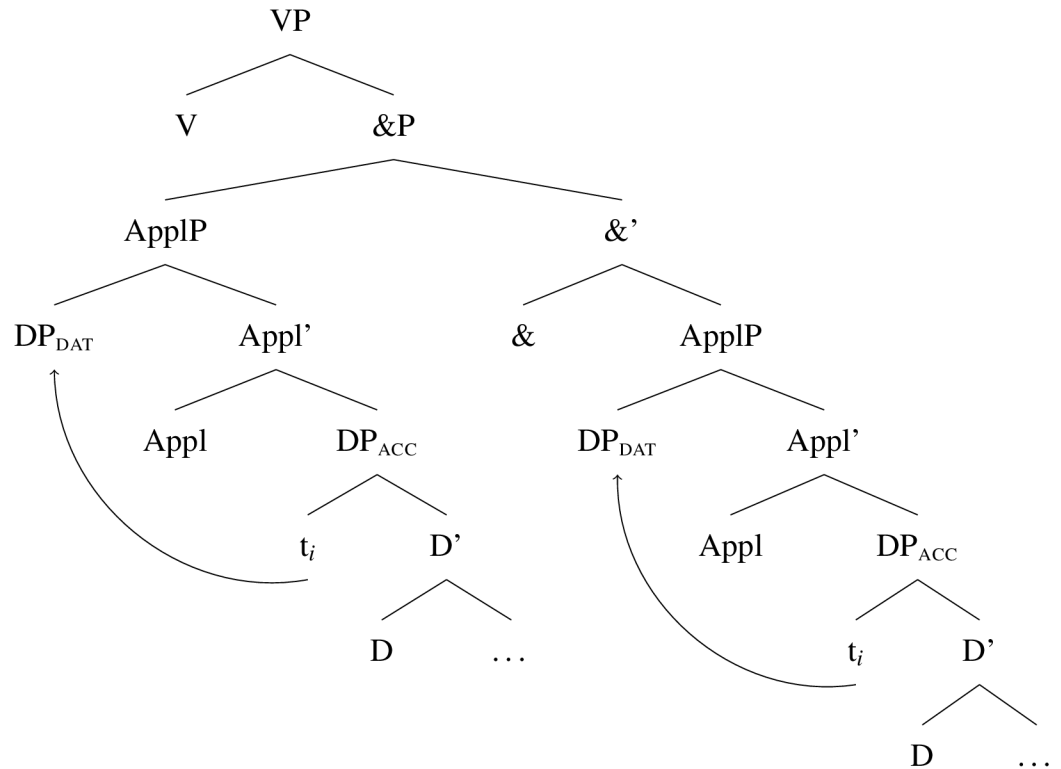 VP
V &P
ApplP &’
DP_DAT Appl’ & ApplP
Appl DP_ACC DP_DAT Appl’
t_i D’ Appl DP_ACC
D ... t_i D’
D ...